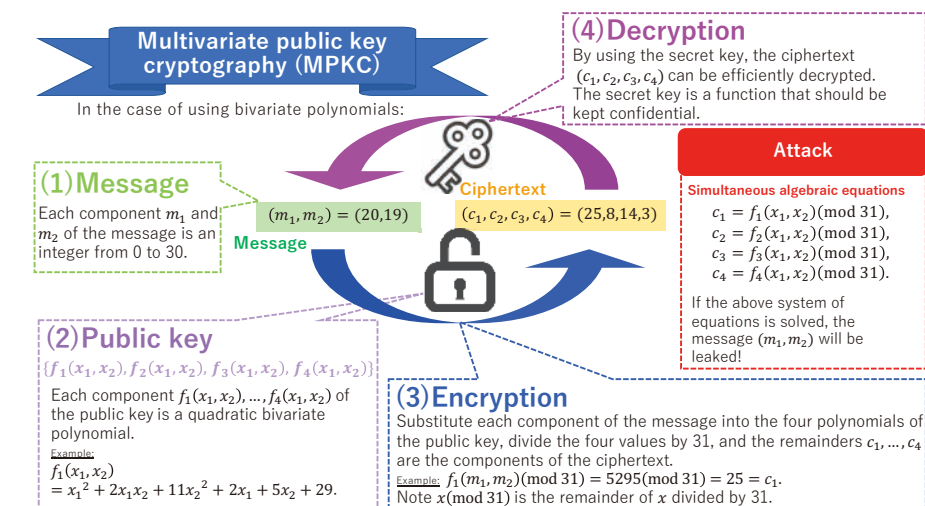 Multivariate public key
cryptography (MPKC)
In the case of using bivariate polynomials:
(4)Decryption
By using the secret key, the ciphertext
(c₁, c₂, c₃, c₄) can be efficiently decrypted.
The secret key is a function that should be
kept confidential.
(1)Message
Each component m₁ and
m₂ of the message is an
integer from 0 to 30.
(m₁, m₂) = (20,19)
Message
Ciphertext
(c₁, c₂, c₃, c₄) = (25,8,14,3)
Attack
Simultaneous algebraic equations
c₁ = f₁(x₁, x₂)(mod 31),
c₂ = f₂(x₁, x₂)(mod 31),
c₃ = f₃(x₁, x₂)(mod 31),
c₄ = f₄(x₁, x₂)(mod 31).
If the above system of
equations is solved, the
message (m₁, m₂) will be
leaked!
(2)Public key
{f₁(x₁, x₂), f₂(x₁, x₂), f₃(x₁, x₂), f₄(x₁, x₂)}
Each component f₁(x₁, x₂), ..., f₄(x₁, x₂) of
the public key is a quadratic bivariate
polynomial.
Example:
f₁(x₁, x₂)
= x₁² + 2x₁x₂ + 11x₂² + 2x₁ + 5x₂ + 29.
(3)Encryption
Substitute each component of the message into the four polynomials of
the public key, divide the four values by 31, and the remainders c₁, ..., c₄
are the components of the ciphertext.
Example: f₁(m₁, m₂)(mod 31) = 5295(mod 31) = 25 = c₁.
Note x(mod 31) is the remainder of x divided by 31.